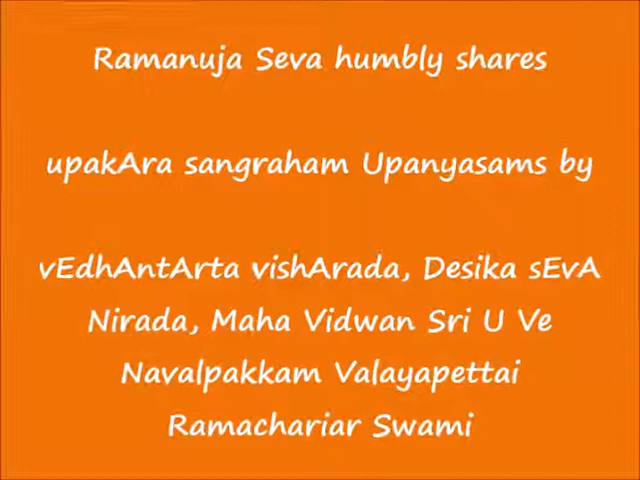 Ramanuja Seva humbly shares
upakAra sangraham Upanyasams by
vEdhAntArta vishArada, Desika sEvA
Nirada, Maha Vidwan Sri U Ve
Navalpakkam Valayapettai
Ramachariar Swami